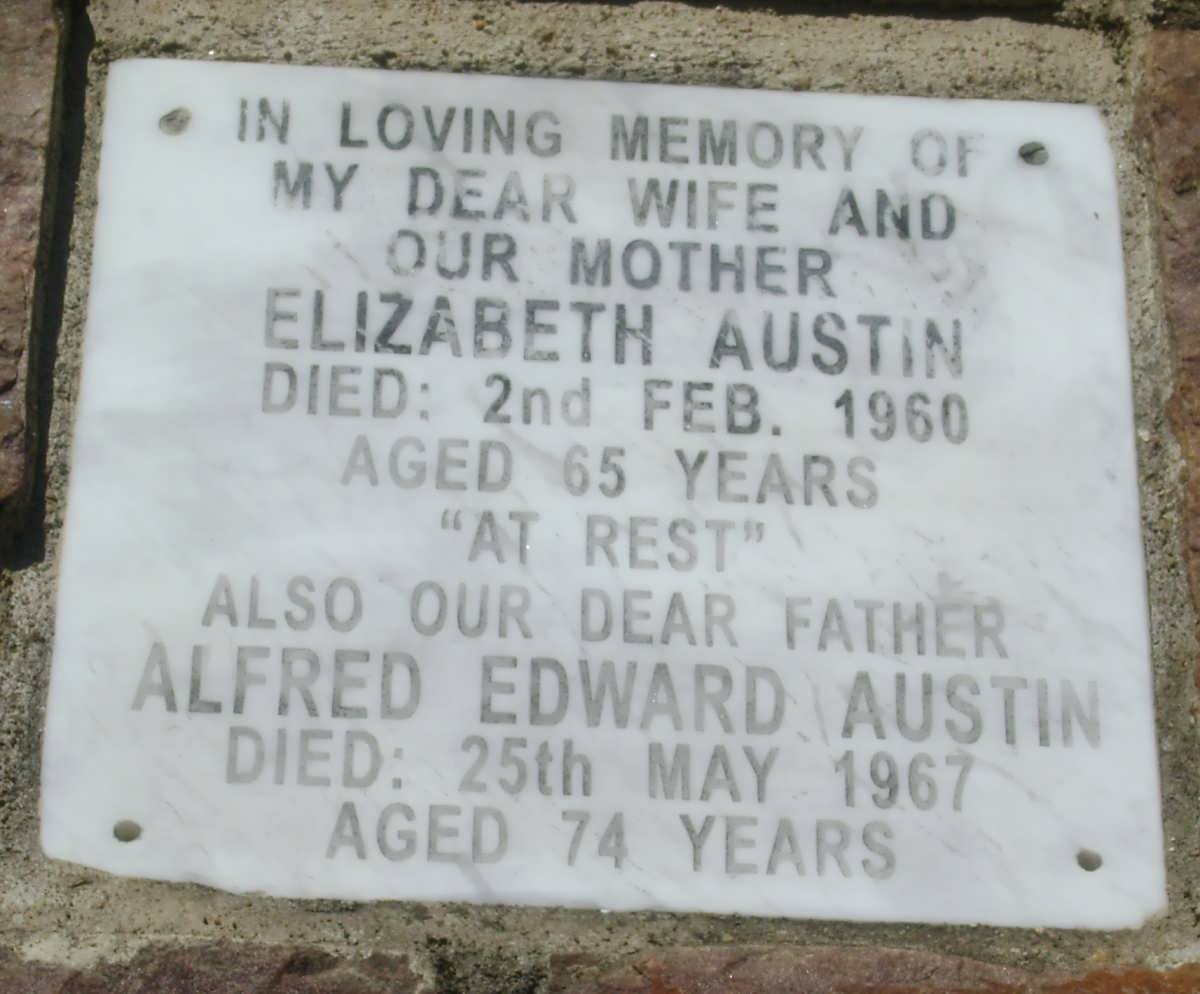 IN LOVING MEMORY OF
MY DEAR WIFE AND
OUR MOTHER
ELIZABETH AUSTIN
DIED: 2nd FEB. 1960
AGED 65 YEARS
“AT REST”
ALSO OUR DEAR FATHER
ALFRED EDWARD AUSTIN
DIED: 25th MAY 1967
AGED 74 YEARS